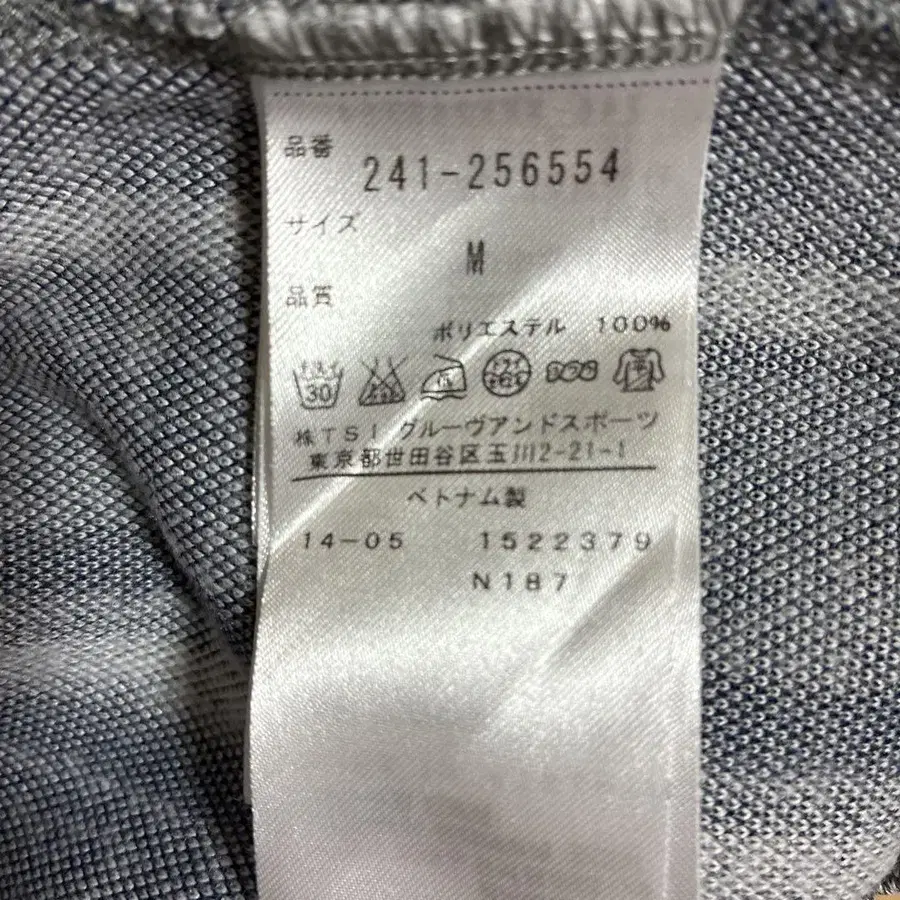 品番
241-256554
サイズ
M
品質
ポリエステル 100%
30
株TSIグルーヴアンドスポーツ
東京都世田谷区玉川2-21-1
ベトナム製
14-05 1522379
N187